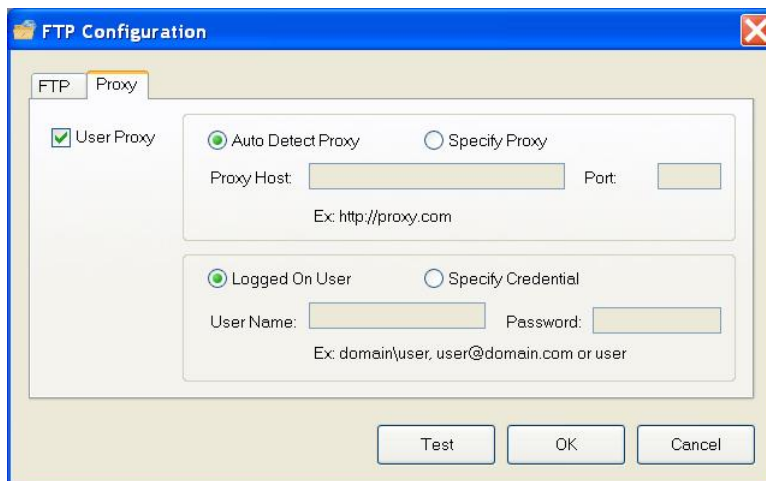 FTP Configuration
FTP Proxy
User Proxy
Auto Detect Proxy Specify Proxy
Proxy Host: Port:
Ex: http://proxy.com
Logged On User Specify Credential
User Name: Password:
Ex: domain\user, user@domain.com or user
Test OK Cancel